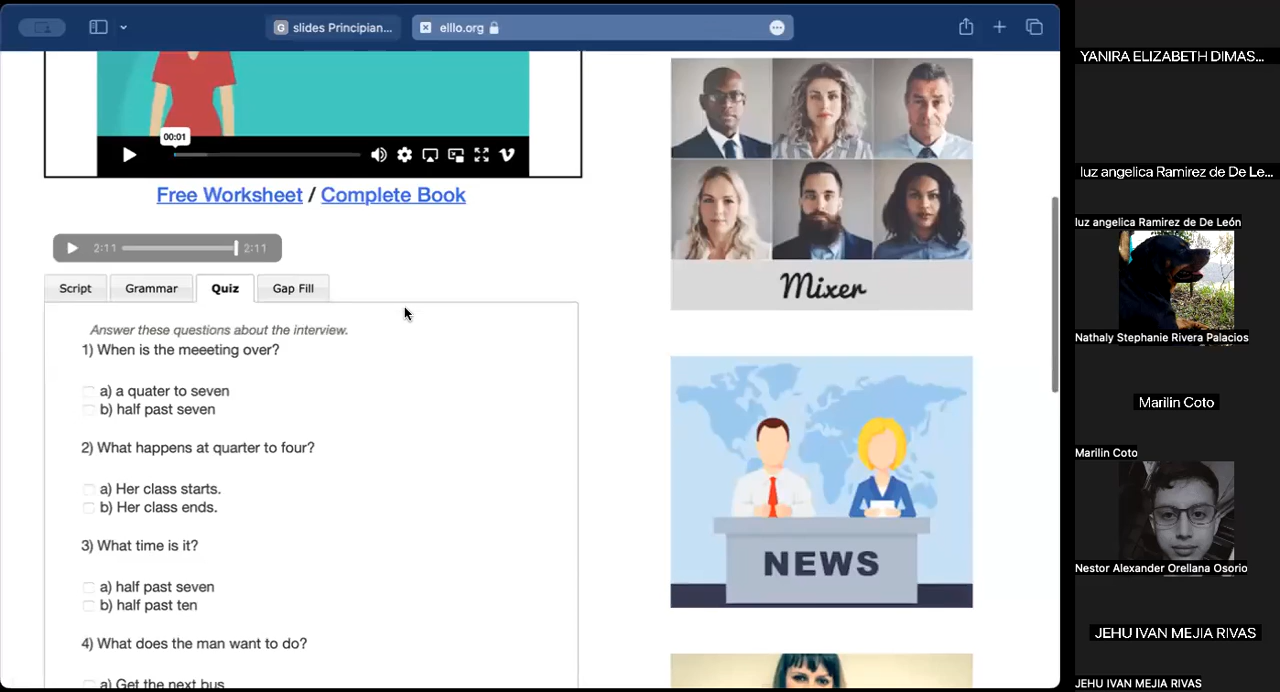 slides Principian...
elllo.org
00:01
Free Worksheet / Complete Book
2:11
2:11
Script
Grammar
Quiz
Gap Fill
Answer these questions about the interview.
1) When is the meeeting over?
a) a quater to seven
b) half past seven
2) What happens at quarter to four?
a) Her class starts.
b) Her class ends.
3) What time is it?
a) half past seven
b) half past ten
4) What does the man want to do?
a) Get the next bus
Mixer
NEWS
YANIRA ELIZABETH DIMAS...
luz angelica Ramirez de De Le...
luz angelica Ramirez de De León
Nathaly Stephanie Rivera Palacios
Marilin Coto
Marilin Coto
Nestor Alexander Orellana Osorio
JEHU IVAN MEJIA RIVAS
JEHU IVAN MEJIA RIVAS